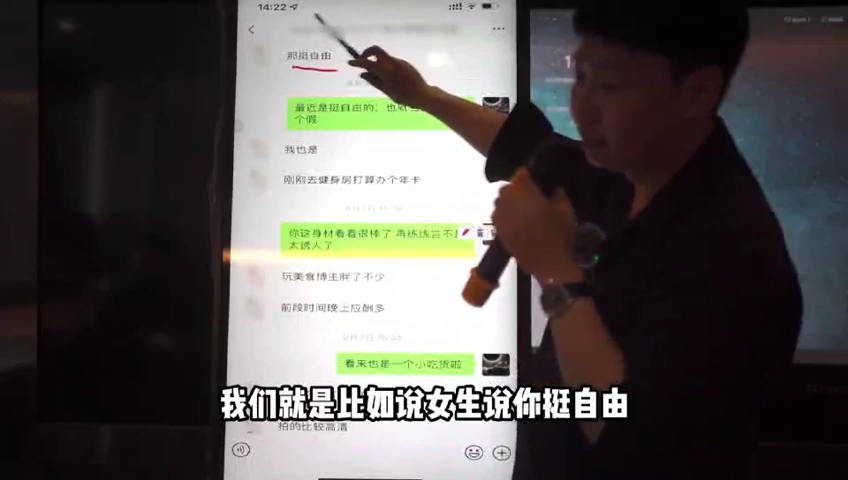 14:22
那挺自由
最近是挺自由的，也就
个假
我也是
刚刚去健身房打算办个年卡
你这身材看着很棒了 再练练岂不是
太诱人了
玩美食博主胖了不少
前段时间晚上应酬多
看来也是一个小吃货啦
我们就是比如说女生说你挺自由
拍的比较高清